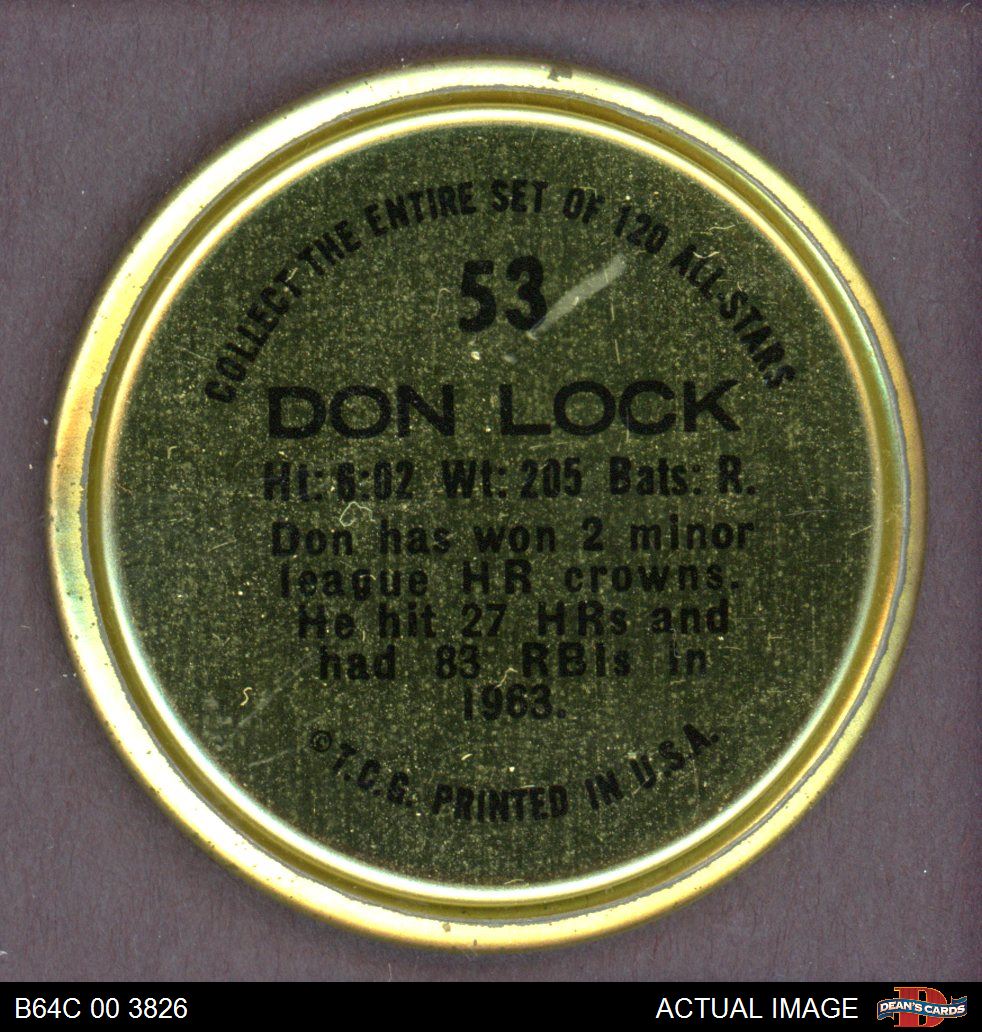 COLLECT THE ENTIRE SET OF 120 ALL-STARS
53
DON LOCK
Ht: 6:02 Wt: 205 Bats: R.
Don has won 2 minor
league HR crowns.
He hit 27 HRs and
had 83 RBIs in
1963.
© T.C.G. PRINTED IN U.S.A.
B64C 00 3826
ACTUAL IMAGE
DEAN'S CARDS